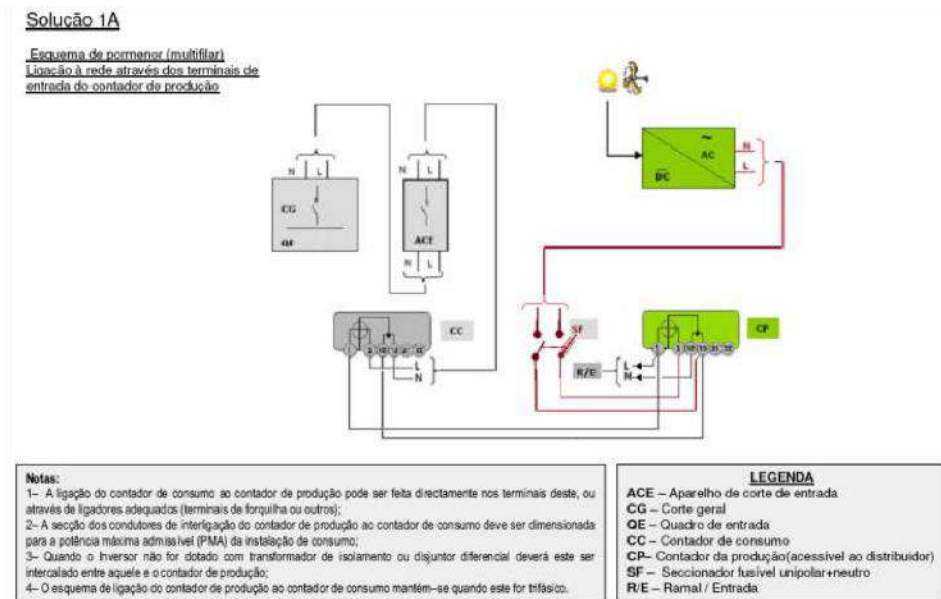 Solução 1A
Esquema de pormenor (multifilar)
Ligação à rede através dos terminais de
entrada do contador de produção
N L
N L
CG
QE
ACE
N L
~
AC
DC
N
L
CC
SF
CP
R/E
L
N
L
N
Notas:
1– A ligação do contador de consumo ao contador de produção pode ser feita directamente nos terminais deste, ou
através de ligadores adequados (terminais de forquilha ou outros);
2– A secção dos condutores de interligação do contador de produção ao contador de consumo deve ser dimensionada
para a potência máxima admissível (PMA) da instalação de consumo;
3– Quando o Inversor não for dotado com transformador de isolamento ou disjuntor diferencial deverá este ser
intercalado entre aquele e o contador de produção;
4– O esquema de ligação do contador de produção ao contador de consumo mantém–se quando este for trifásico.
LEGENDA
ACE – Aparelho de corte de entrada
CG – Corte geral
QE – Quadro de entrada
CC – Contador de consumo
CP– Contador da produção(acessível ao distribuidor)
SF – Seccionador fusível unipolar+neutro
R/E – Ramal / Entrada